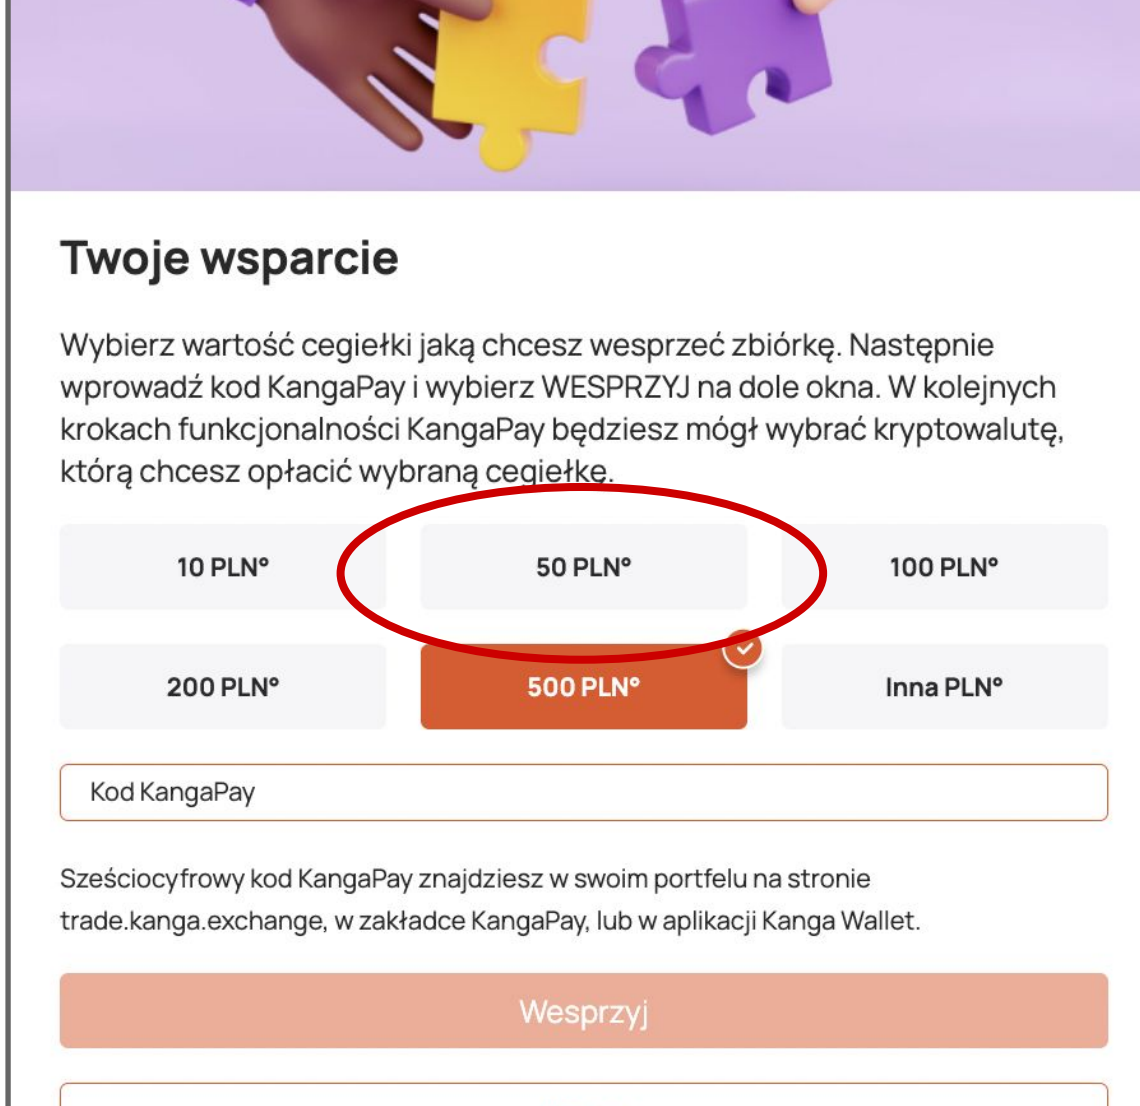 Twoje wsparcie
Wybierz wartość cegiełki jaką chcesz wesprzeć zbiórkę. Następnie
wprowadź kod KangaPay i wybierz WESPRZYJ na dole okna. W kolejnych
krokach funkcjonalności KangaPay będziesz mógł wybrać kryptowalutę,
którą chcesz opłacić wybraną cegiełkę.
10 PLN° 50 PLN° 100 PLN°
200 PLN° 500 PLN° Inna PLN°
Kod KangaPay
Sześciocyfrowy kod KangaPay znajdziesz w swoim portfelu na stronie
trade.kanga.exchange, w zakładce KangaPay, lub w aplikacji Kanga Wallet.
Wesprzyj